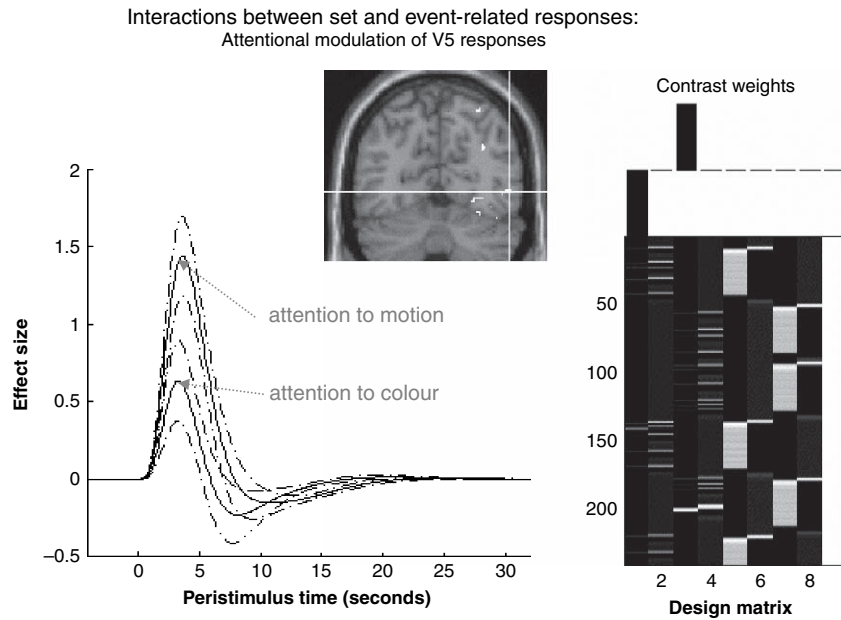 Interactions between set and event-related responses:
Attentional modulation of V5 responses
Contrast weights
2
1.5
1
0.5
0
−0.5
Effect size
attention to motion
attention to colour
0 5 10 15 20 25 30
Peristimulus time (seconds)
50
100
150
200
2 4 6 8
Design matrix